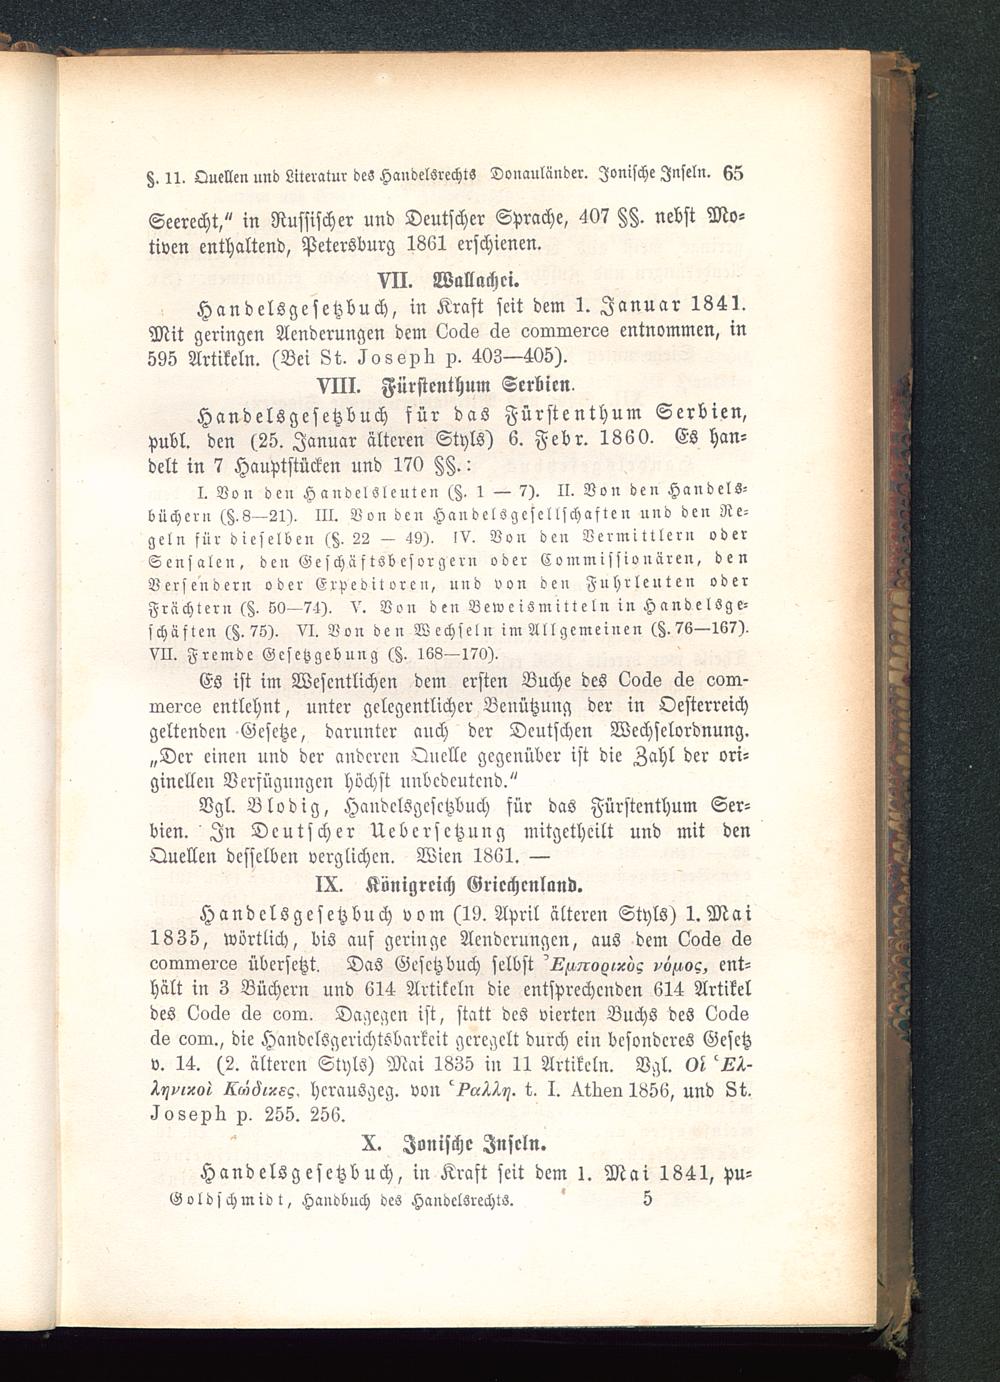 §. 11. Quellen und Literatur des Handelsrechts Donauländer. Jonische Inseln. 65
Seerecht,“ in Russischer und Deutscher Sprache, 407 §§. nebst Mo-
tiven enthaltend, Petersburg 1861 erschienen.
VII. Wallachei.
Handelsgesetzbuch, in Kraft seit dem 1. Januar 1841.
Mit geringen Aenderungen dem Code de commerce entnommen, in
595 Artikeln. (Bei St. Joseph p. 403—405).
VIII. Fürstenthum Serbien.
Handelsgesetzbuch für das Fürstenthum Serbien,
publ. den (25. Januar älteren Styls) 6. Febr. 1860. Es han-
delt in 7 Hauptstücken und 170 §§.:
I. Von den Handelsleuten (§. 1 — 7). II. Von den Handels-
büchern (§. 8—21). III. Von den Handelsgesellschaften und den Re-
geln für dieselben (§. 22 — 49). IV. Von den Vermittlern oder
Sensalen, den Geschäftsbesorgern oder Commissionären, den
Versendern oder Expeditoren, und von den Fuhrleuten oder
Frächtern (§. 50—74). V. Von den Beweismitteln in Handelsge-
schäften (§. 75). VI. Von den Wechseln im Allgemeinen (§. 76—167).
VII. Fremde Gesetzgebung (§. 168—170).
Es ist im Wesentlichen dem ersten Buche des Code de com-
merce entlehnt, unter gelegentlicher Benützung der in Oesterreich
geltenden Gesetze, darunter auch der Deutschen Wechselordnung.
„Der einen und der anderen Quelle gegenüber ist die Zahl der ori-
ginellen Verfügungen höchst unbedeutend.“
Vgl. Blodig, Handelsgesetzbuch für das Fürstenthum Ser-
bien. In Deutscher Uebersetzung mitgetheilt und mit den
Quellen desselben verglichen. Wien 1861. —
IX. Königreich Griechenland.
Handelsgesetzbuch vom (19. April älteren Styls) 1. Mai
1835, wörtlich, bis auf geringe Aenderungen, aus dem Code de
commerce übersetzt. Das Gesetzbuch selbst Ἐμπορικὸς νόμος, ent-
hält in 3 Büchern und 614 Artikeln die entsprechenden 614 Artikel
des Code de com. Dagegen ist, statt des vierten Buchs des Code
de com., die Handelsgerichtsbarkeit geregelt durch ein besonderes Gesetz
v. 14. (2. älteren Styls) Mai 1835 in 11 Artikeln. Vgl. Οἱ Ἑλ-
ληνικοὶ Κώδικες, herausgeg. von Ῥαλλη. t. I. Athen 1856, und St.
Joseph p. 255. 256.
X. Jonische Inseln.
Handelsgesetzbuch, in Kraft seit dem 1. Mai 1841, pu-
Goldschmidt, Handbuch des Handelsrechts. 5